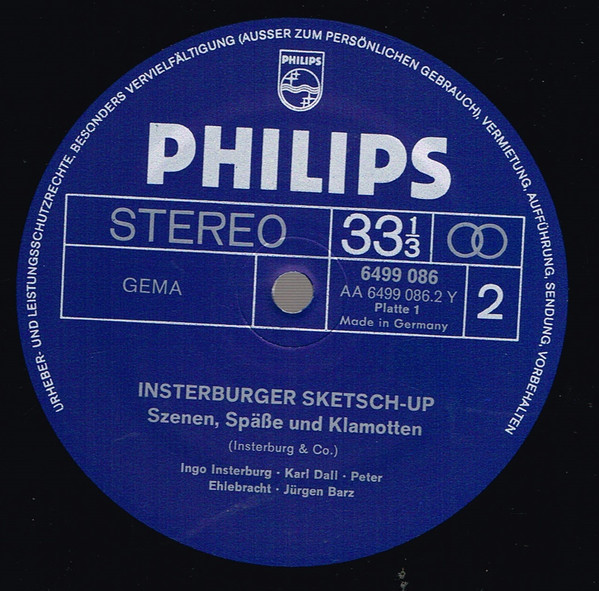 URHEBER- UND LEISTUNGSSCHUTZRECHTE, BESONDERS VERVIELFÄLTIGUNG (AUSSER ZUM PERSÖNLICHEN GEBRAUCH), VERMIETUNG, AUFFÜHRUNG, SENDUNG, VORBEHALTEN
PHILIPS
PHILIPS
STEREO
33 1/3
GEMA
6499 086
AA 6499 086.2 Y
Platte 1
Made in Germany
2
INSTERBURGER SKETSCH-UP
Szenen, Späße und Klamotten
(Insterburg & Co.)
Ingo Insterburg · Karl Dall · Peter
Ehlebracht · Jürgen Barz